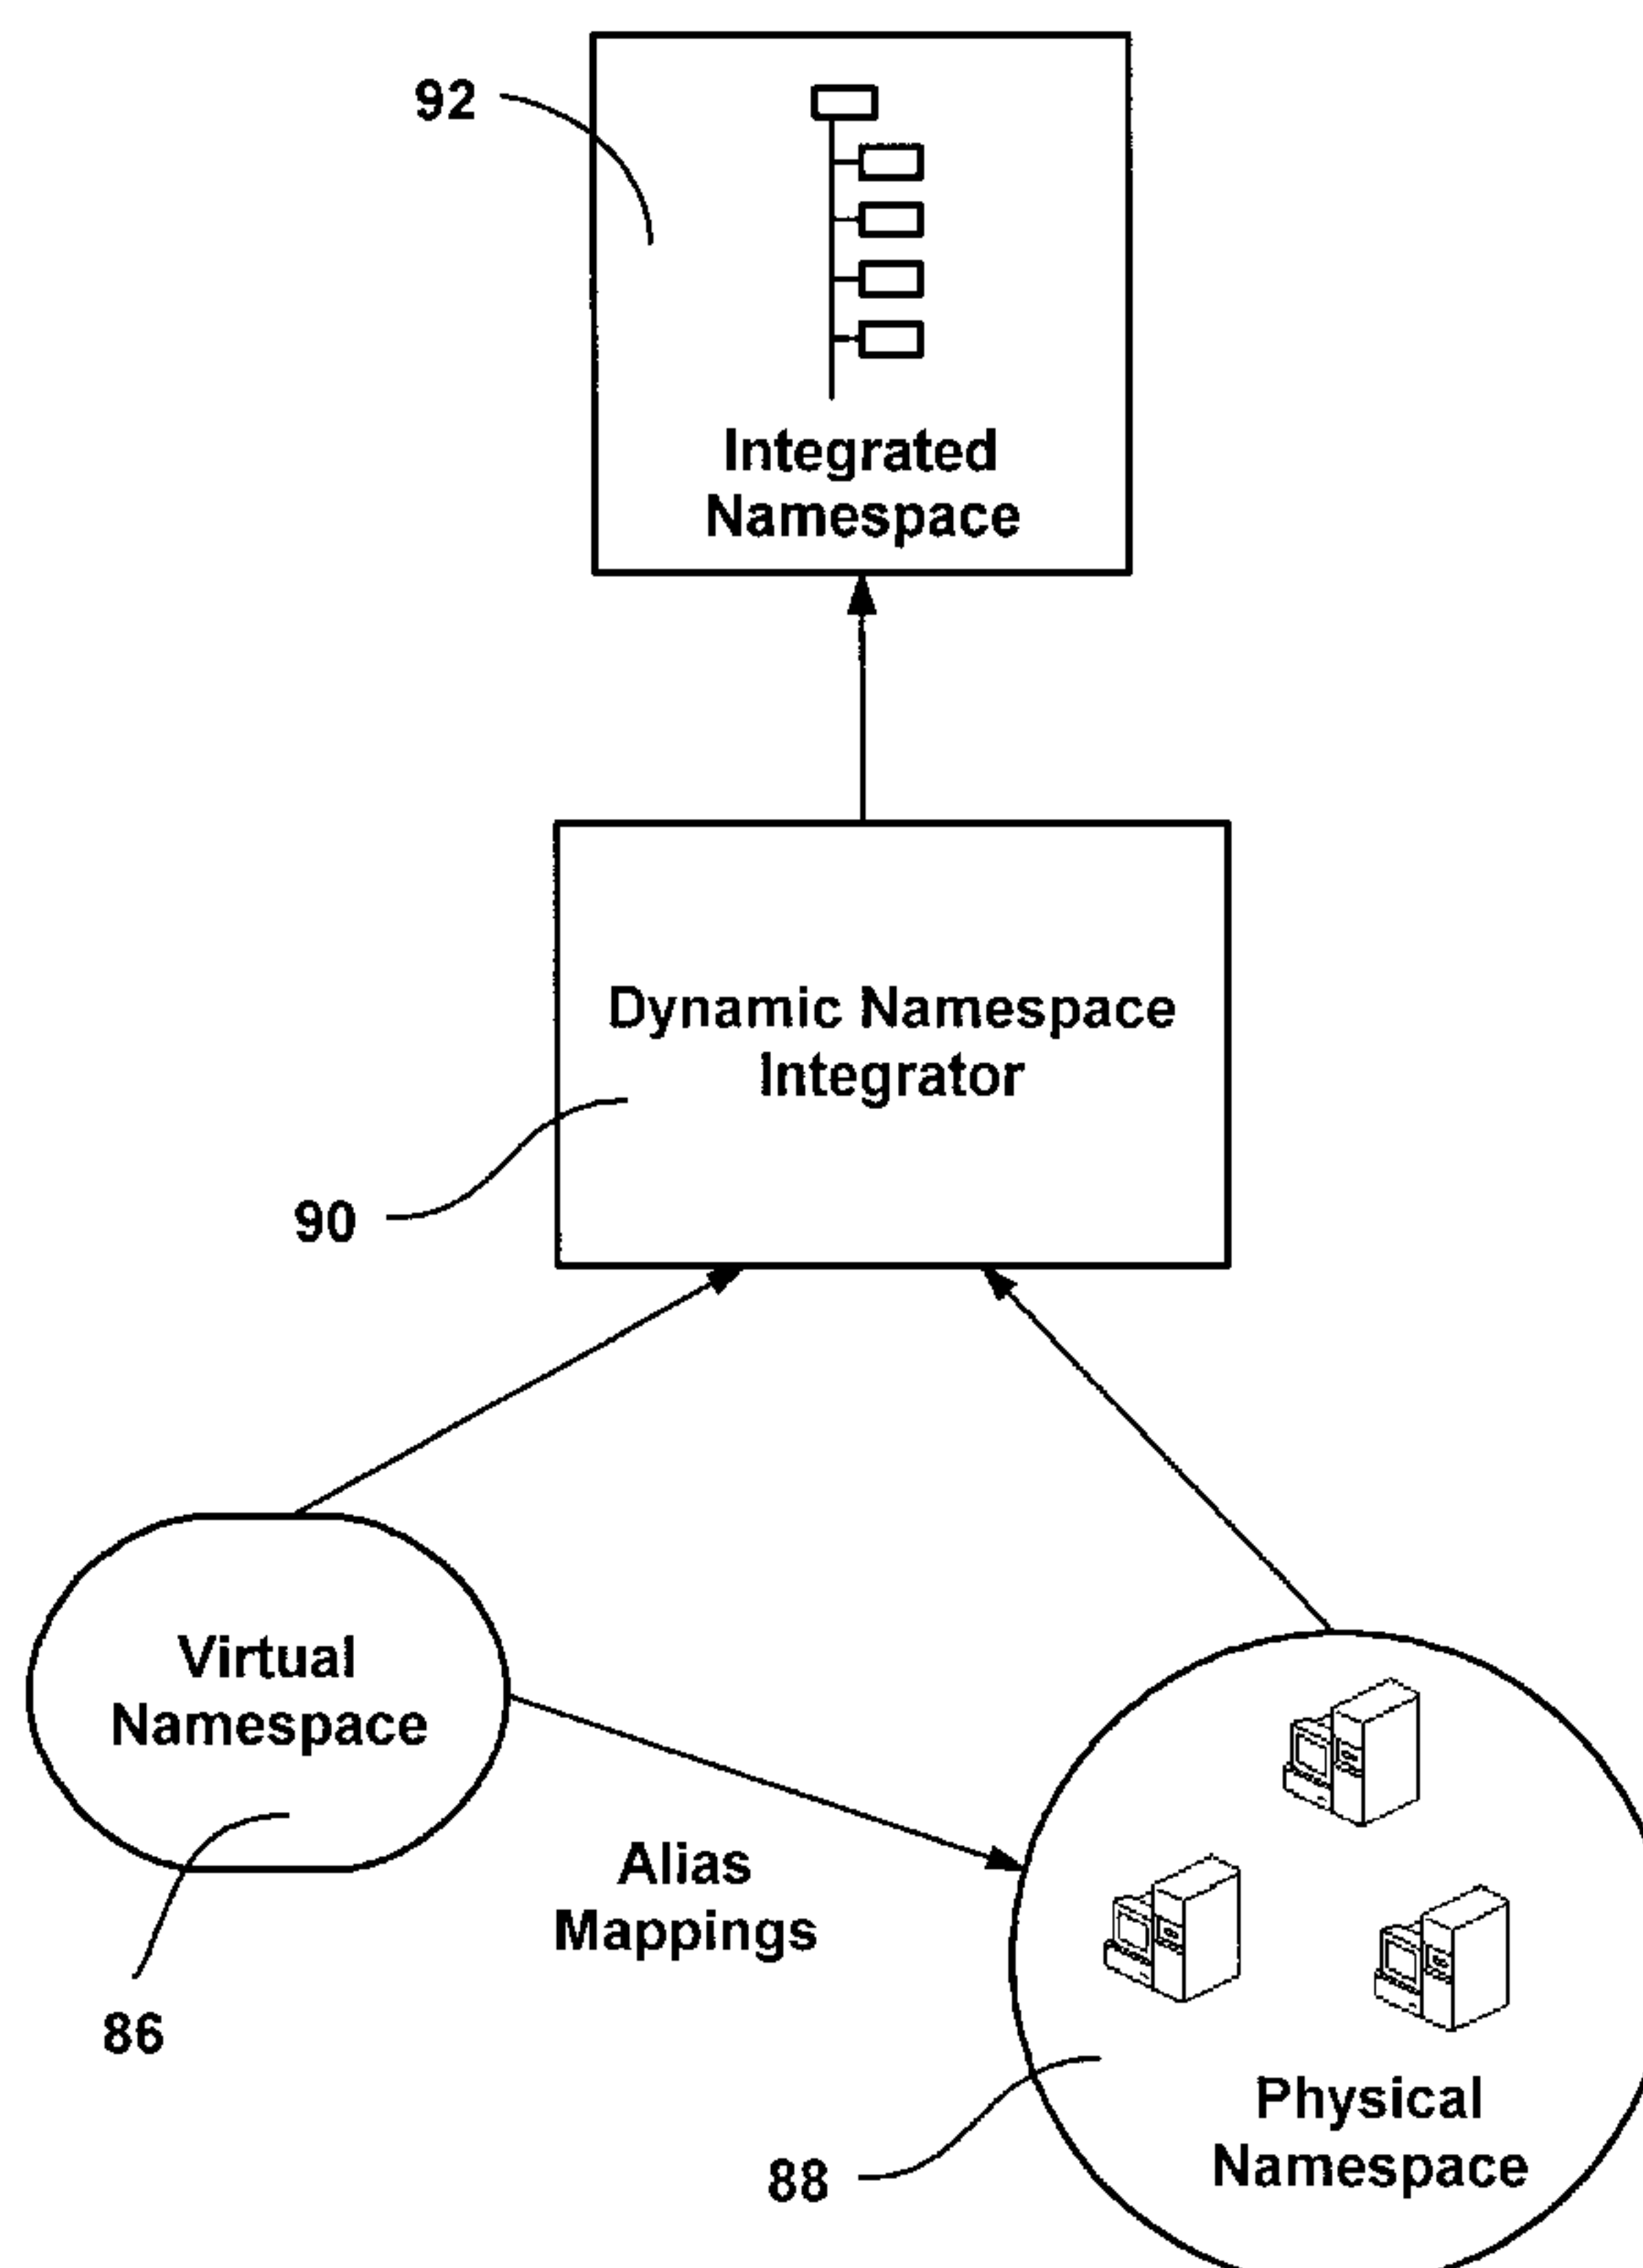 92
Integrated
Namespace
Dynamic Namespace
Integrator
90
Virtual
Namespace
Alias
Mappings
86
Physical
Namespace
88